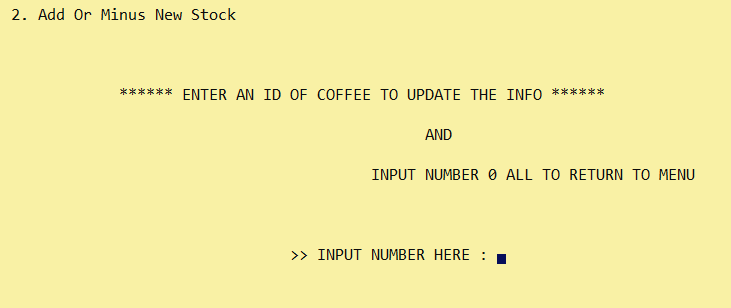 2. Add Or Minus New Stock
****** ENTER AN ID OF COFFEE TO UPDATE THE INFO ******
AND
INPUT NUMBER 0 ALL TO RETURN TO MENU
>> INPUT NUMBER HERE :